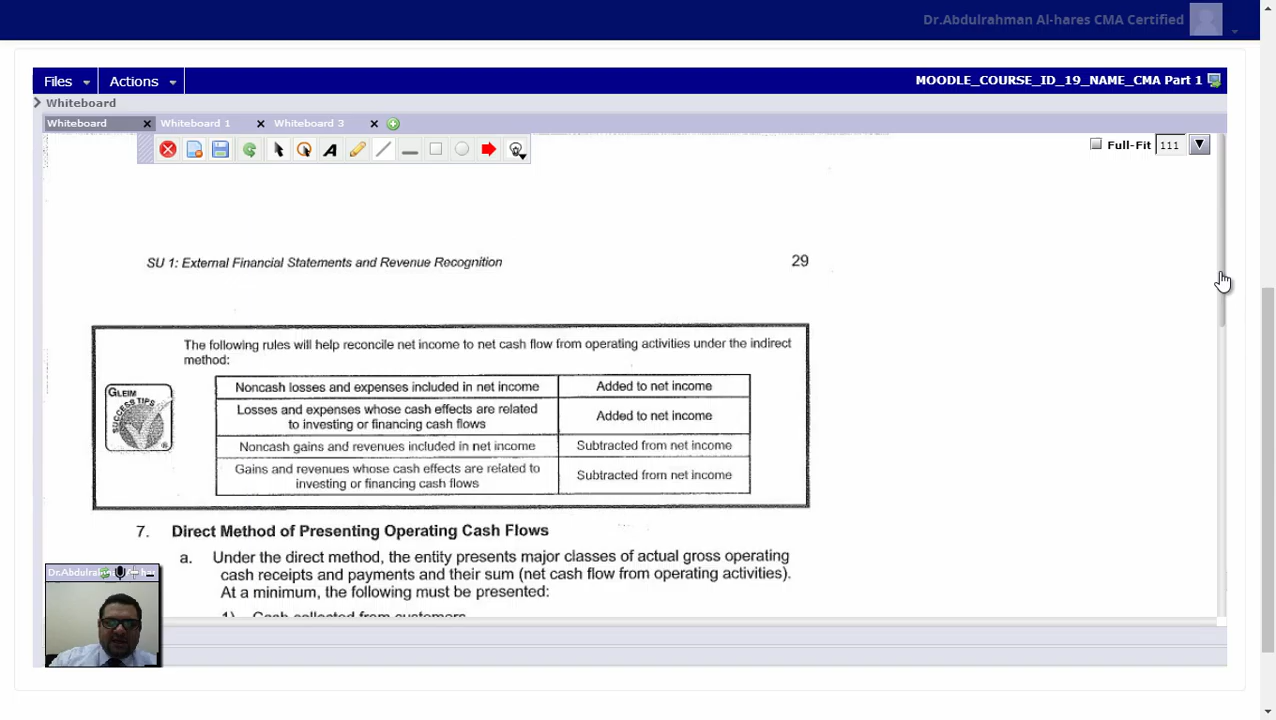 Dr.Abdulrahman Al-hares CMA Certified
Files
Actions
MOODLE_COURSE_ID_19_NAME_CMA Part 1
Whiteboard
Whiteboard
Whiteboard 1
Whiteboard 3
Full-Fit 111
SU 1: External Financial Statements and Revenue Recognition
29
The following rules will help reconcile net income to net cash flow from operating activities under the indirect
method:
GLEIM
SUCCESS TIPS
Noncash losses and expenses included in net income
Added to net income
Losses and expenses whose cash effects are related
to investing or financing cash flows
Added to net income
Noncash gains and revenues included in net income
Subtracted from net income
Gains and revenues whose cash effects are related to
investing or financing cash flows
Subtracted from net income
7. Direct Method of Presenting Operating Cash Flows
a. Under the direct method, the entity presents major classes of actual gross operating
cash receipts and payments and their sum (net cash flow from operating activities).
At a minimum, the following must be presented:
1) Cash collected from customers